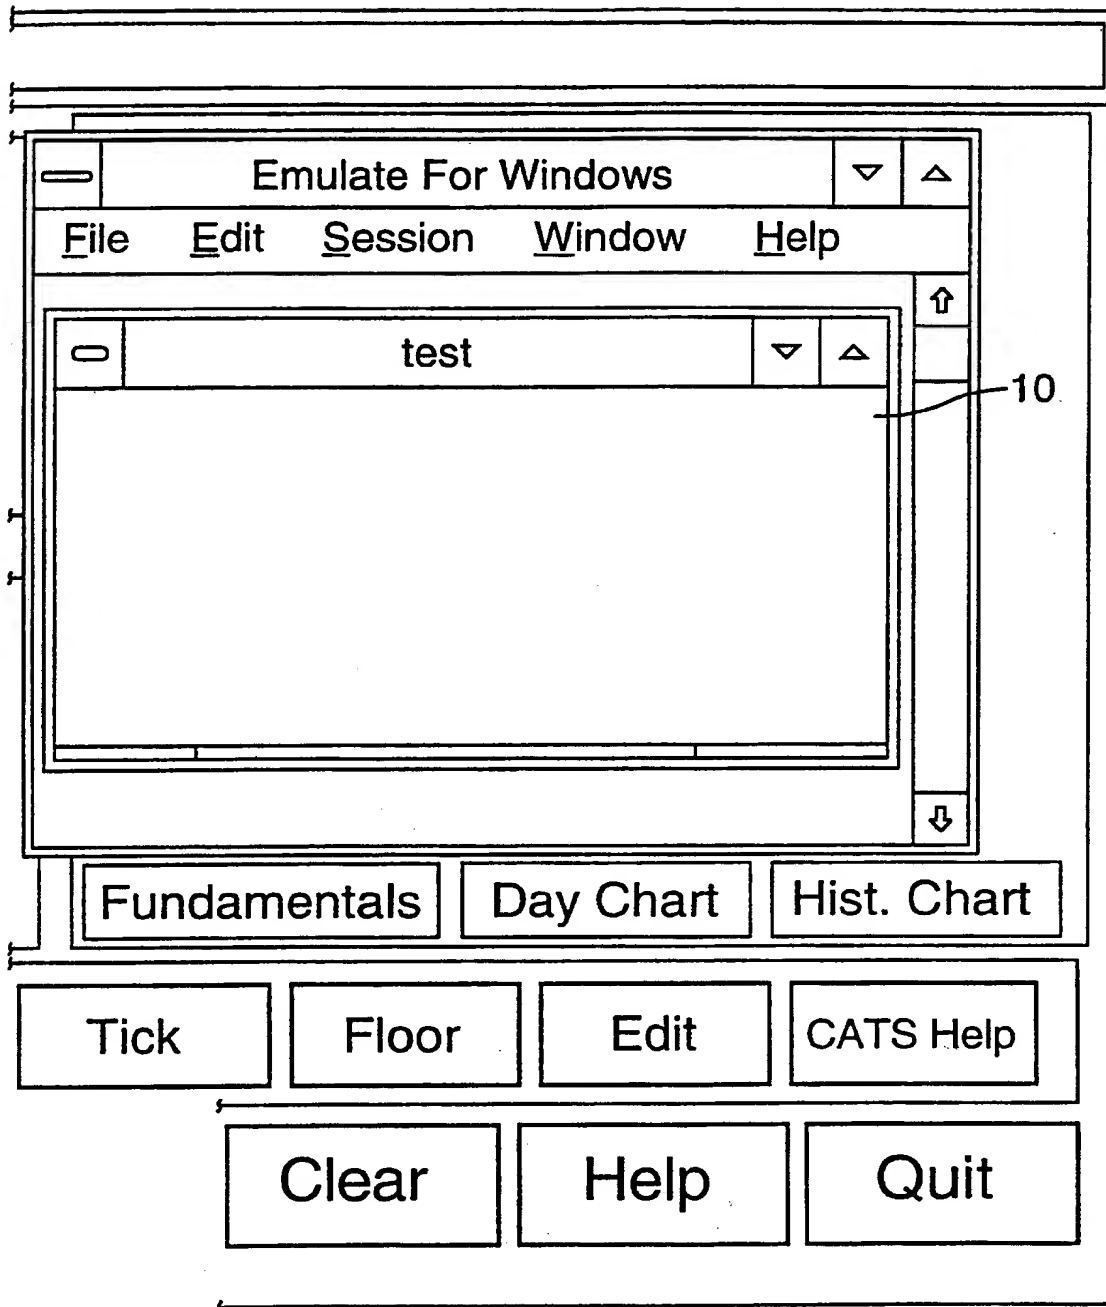 Emulate For Windows
File Edit Session Window Help
test
10
Fundamentals Day Chart Hist. Chart
Tick Floor Edit CATS Help
Clear Help Quit